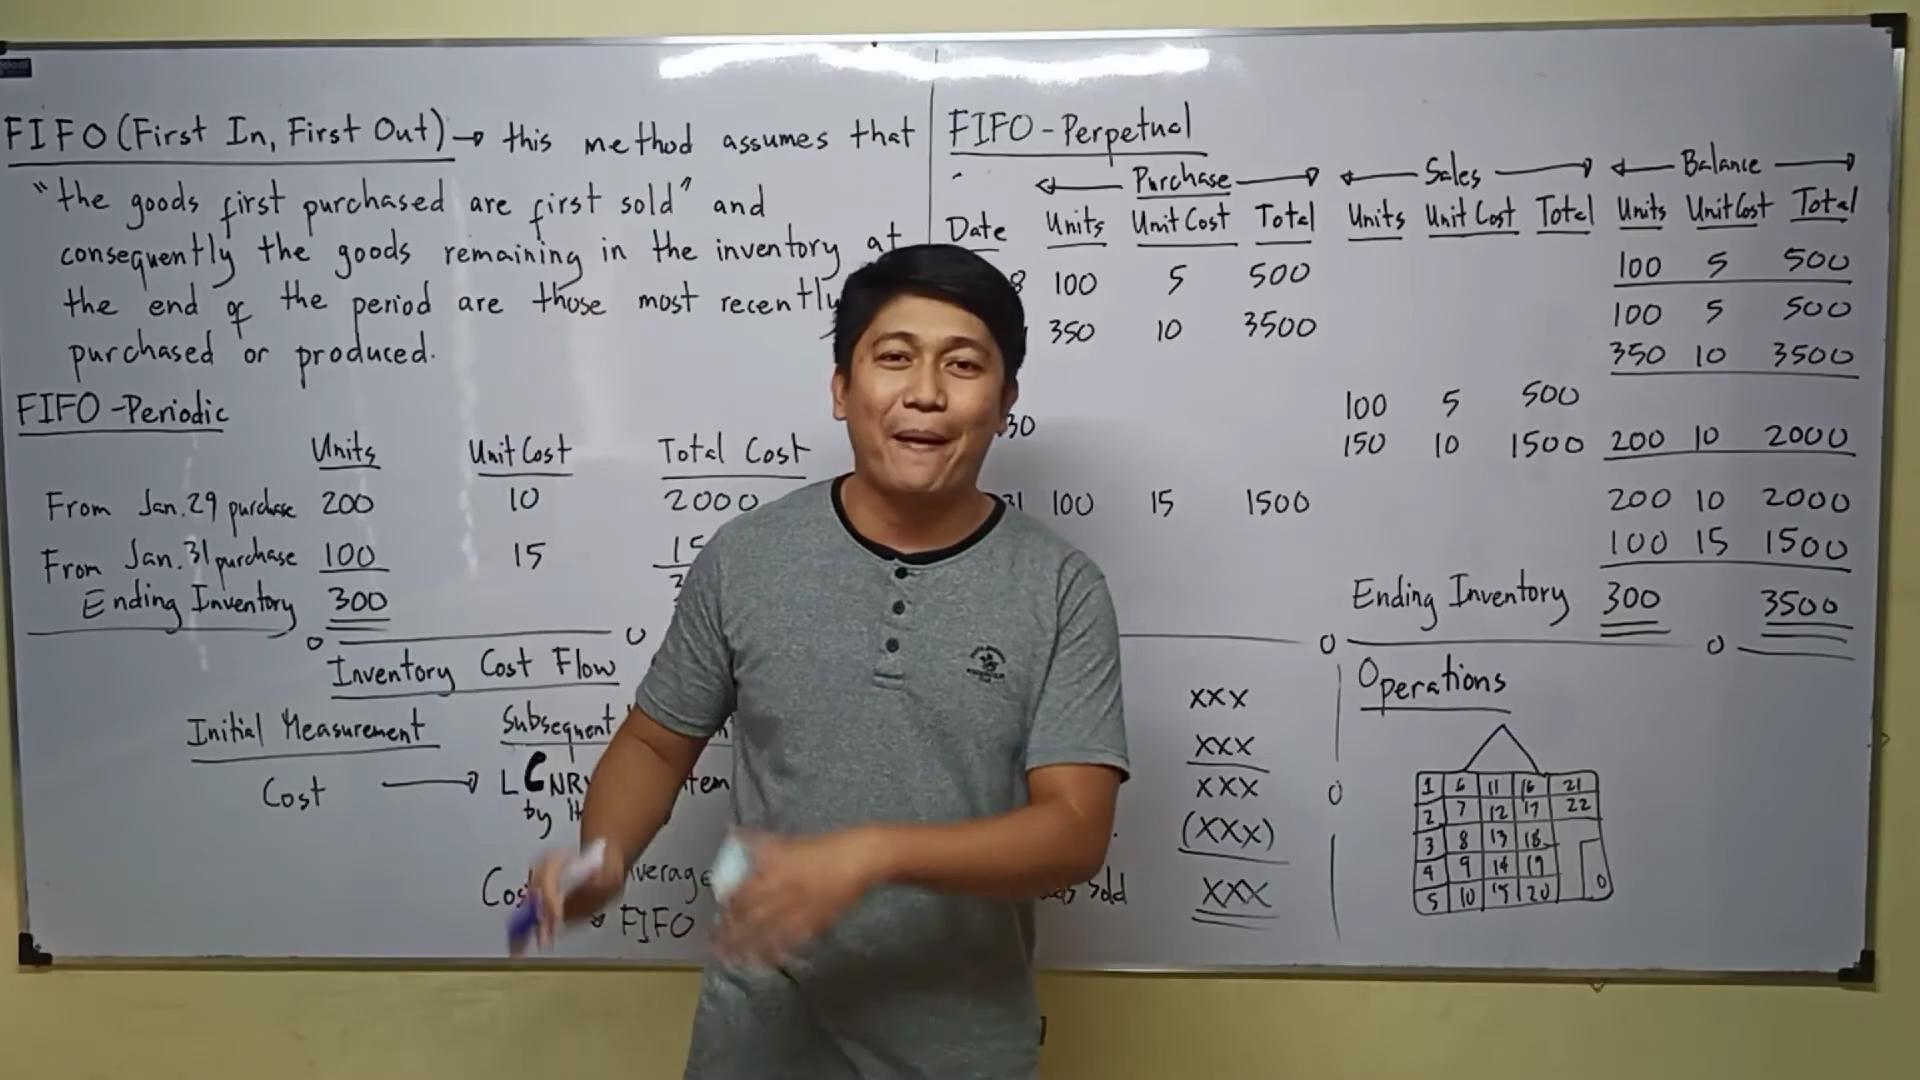 FIFO (First In, First Out) → this method assumes that
"the goods first purchased are first sold" and
consequently the goods remaining in the inventory at
the end of the period are those most recently
purchased or produced.
FIFO - Periodic
Units Unit Cost Total Cost
From Jan. 29 purchase 200 10 2000
From Jan. 31 purchase 100 15
Ending Inventory 300
FIFO - Perpetual
Purchase Sales Balance
Date Units Unit Cost Total Units Unit Cost Total Units Unit Cost Total
100 5 500 100 5 500
350 10 3500 100 5 500
350 10 3500
30 100 5 500
150 10 1500 200 10 2000
31 100 15 1500 200 10 2000
100 15 1500
Ending Inventory 300 3500
Inventory Cost Flow
Initial Measurement Subsequent
Cost → LCNRV
by
FIFO
xxx
xxx
xxx
(xxx)
Sold xxx
Operations
1 6 11 16 21
2 7 12 17 22
3 8 13 18
4 9 14 19
5 10 15 20